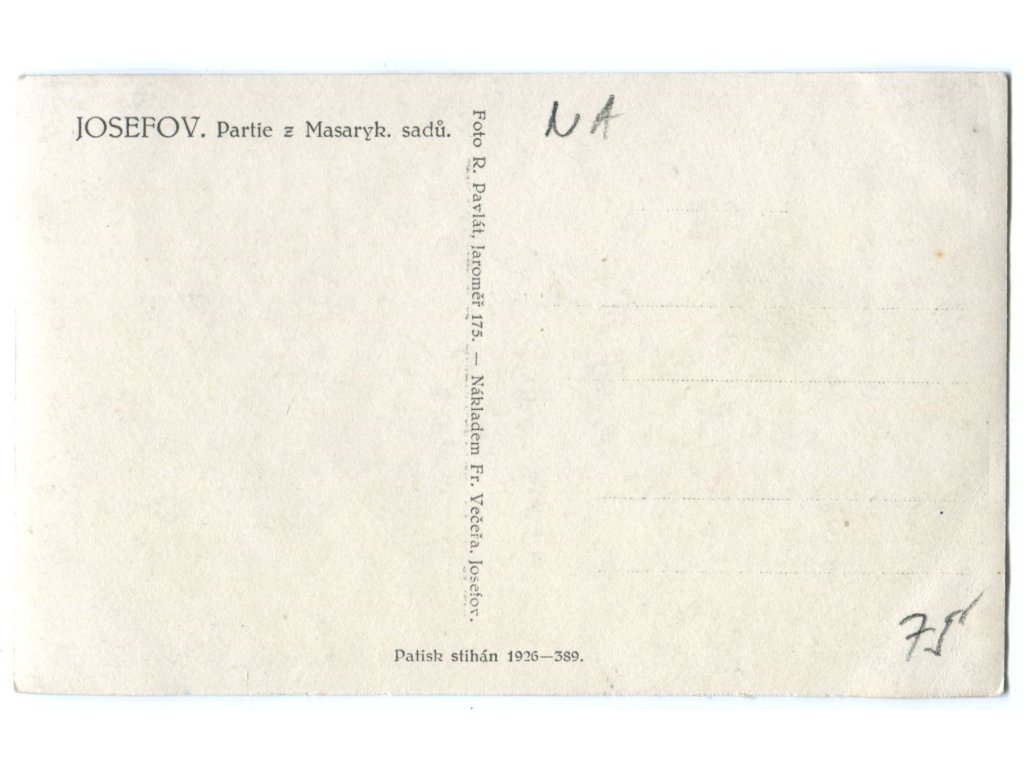 JOSEFOV. Partie z Masaryk. sadů.
Foto R. Pavlát, Jaroměř 175. — Nákladem Fr. Večeřa, Josefov.
NA
Patisk stihán 1926—389.
75